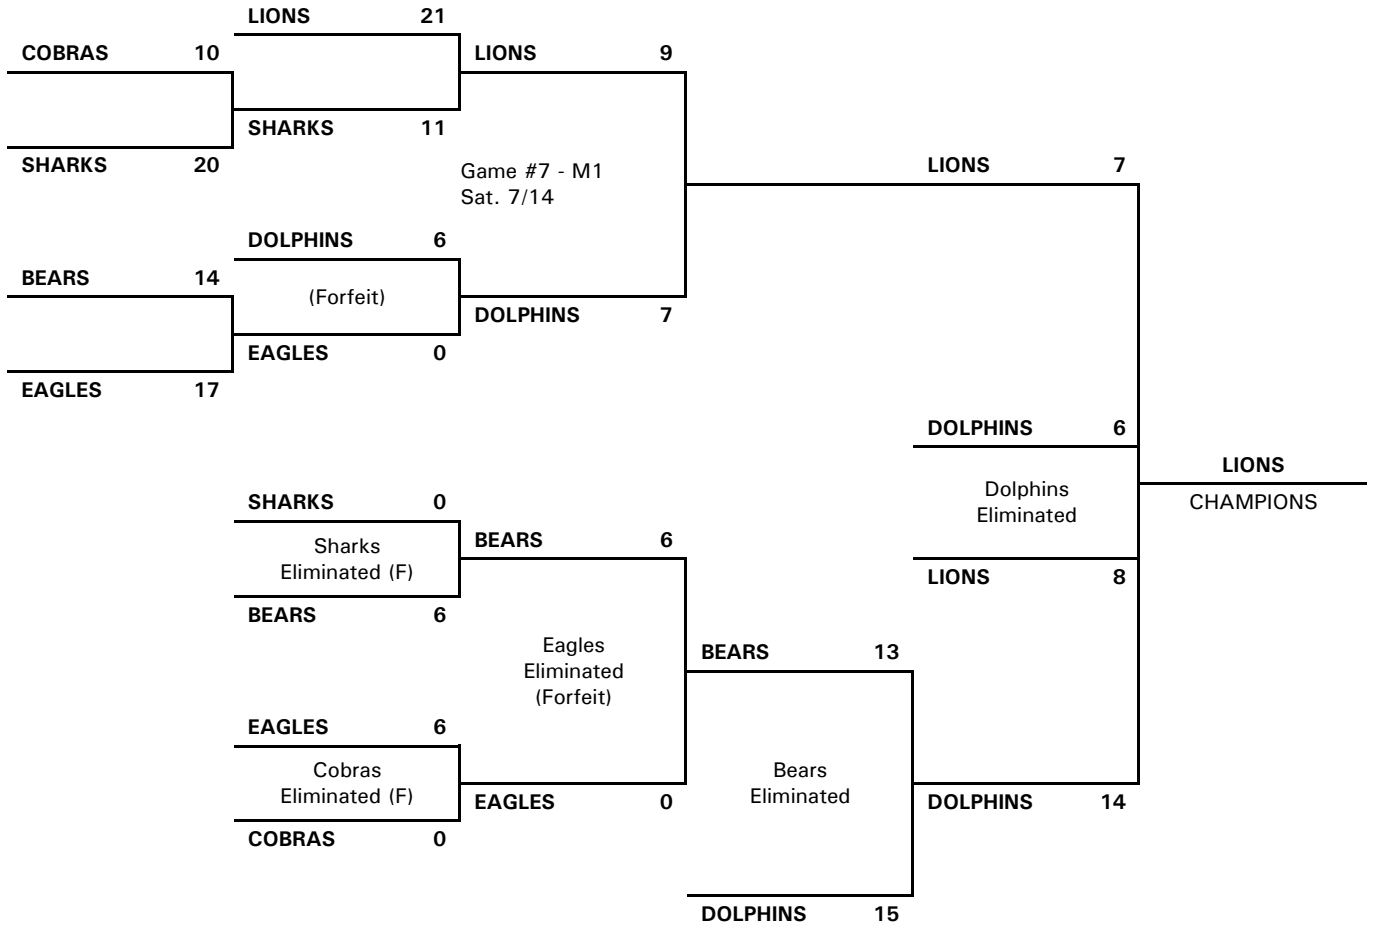 LIONS 21
COBRAS 10
LIONS 9
SHARKS 11
SHARKS 20
LIONS 7
Game #7 - M1
Sat. 7/14
DOLPHINS 6
BEARS 14
(Forfeit)
DOLPHINS 7
EAGLES 0
EAGLES 17
DOLPHINS 6
LIONS
Dolphins
Eliminated
CHAMPIONS
SHARKS 0
BEARS 6
Sharks
Eliminated (F)
LIONS 8
BEARS 6
Eagles
Eliminated
(Forfeit)
BEARS 13
EAGLES 6
Cobras
Eliminated (F)
Bears
Eliminated
EAGLES 0
DOLPHINS 14
COBRAS 0
DOLPHINS 15